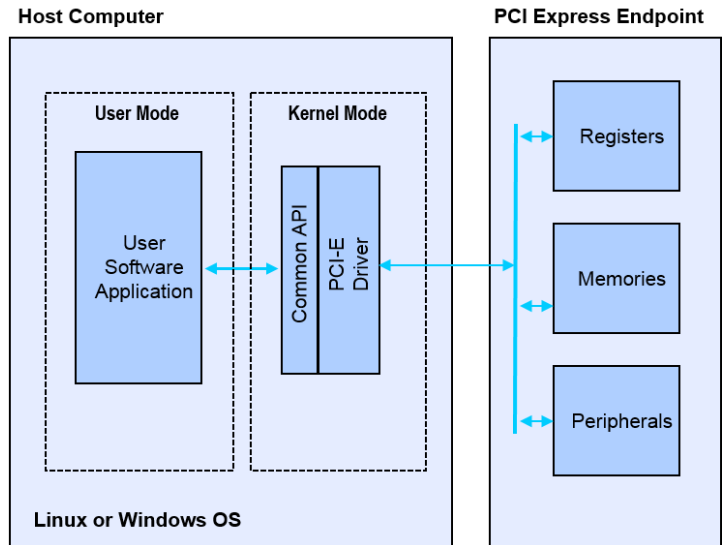 Host Computer
PCI Express Endpoint
User Mode
Kernel Mode
User
Software
Application
Common API
PCI-E
Driver
Registers
Memories
Peripherals
Linux or Windows OS